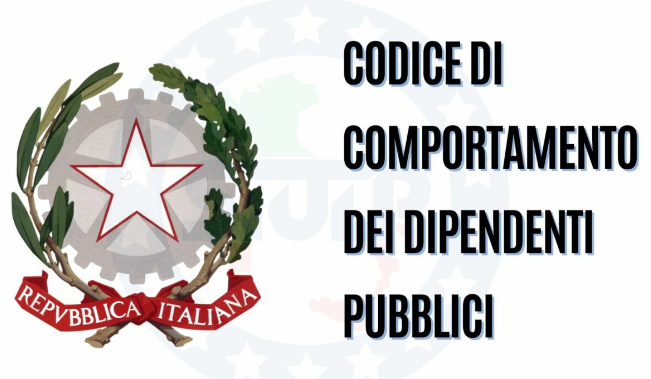 CODICE DI
COMPORTAMENTO
DEI DIPENDENTI
PUBBLICI
REPVBBLICA ITALIANA